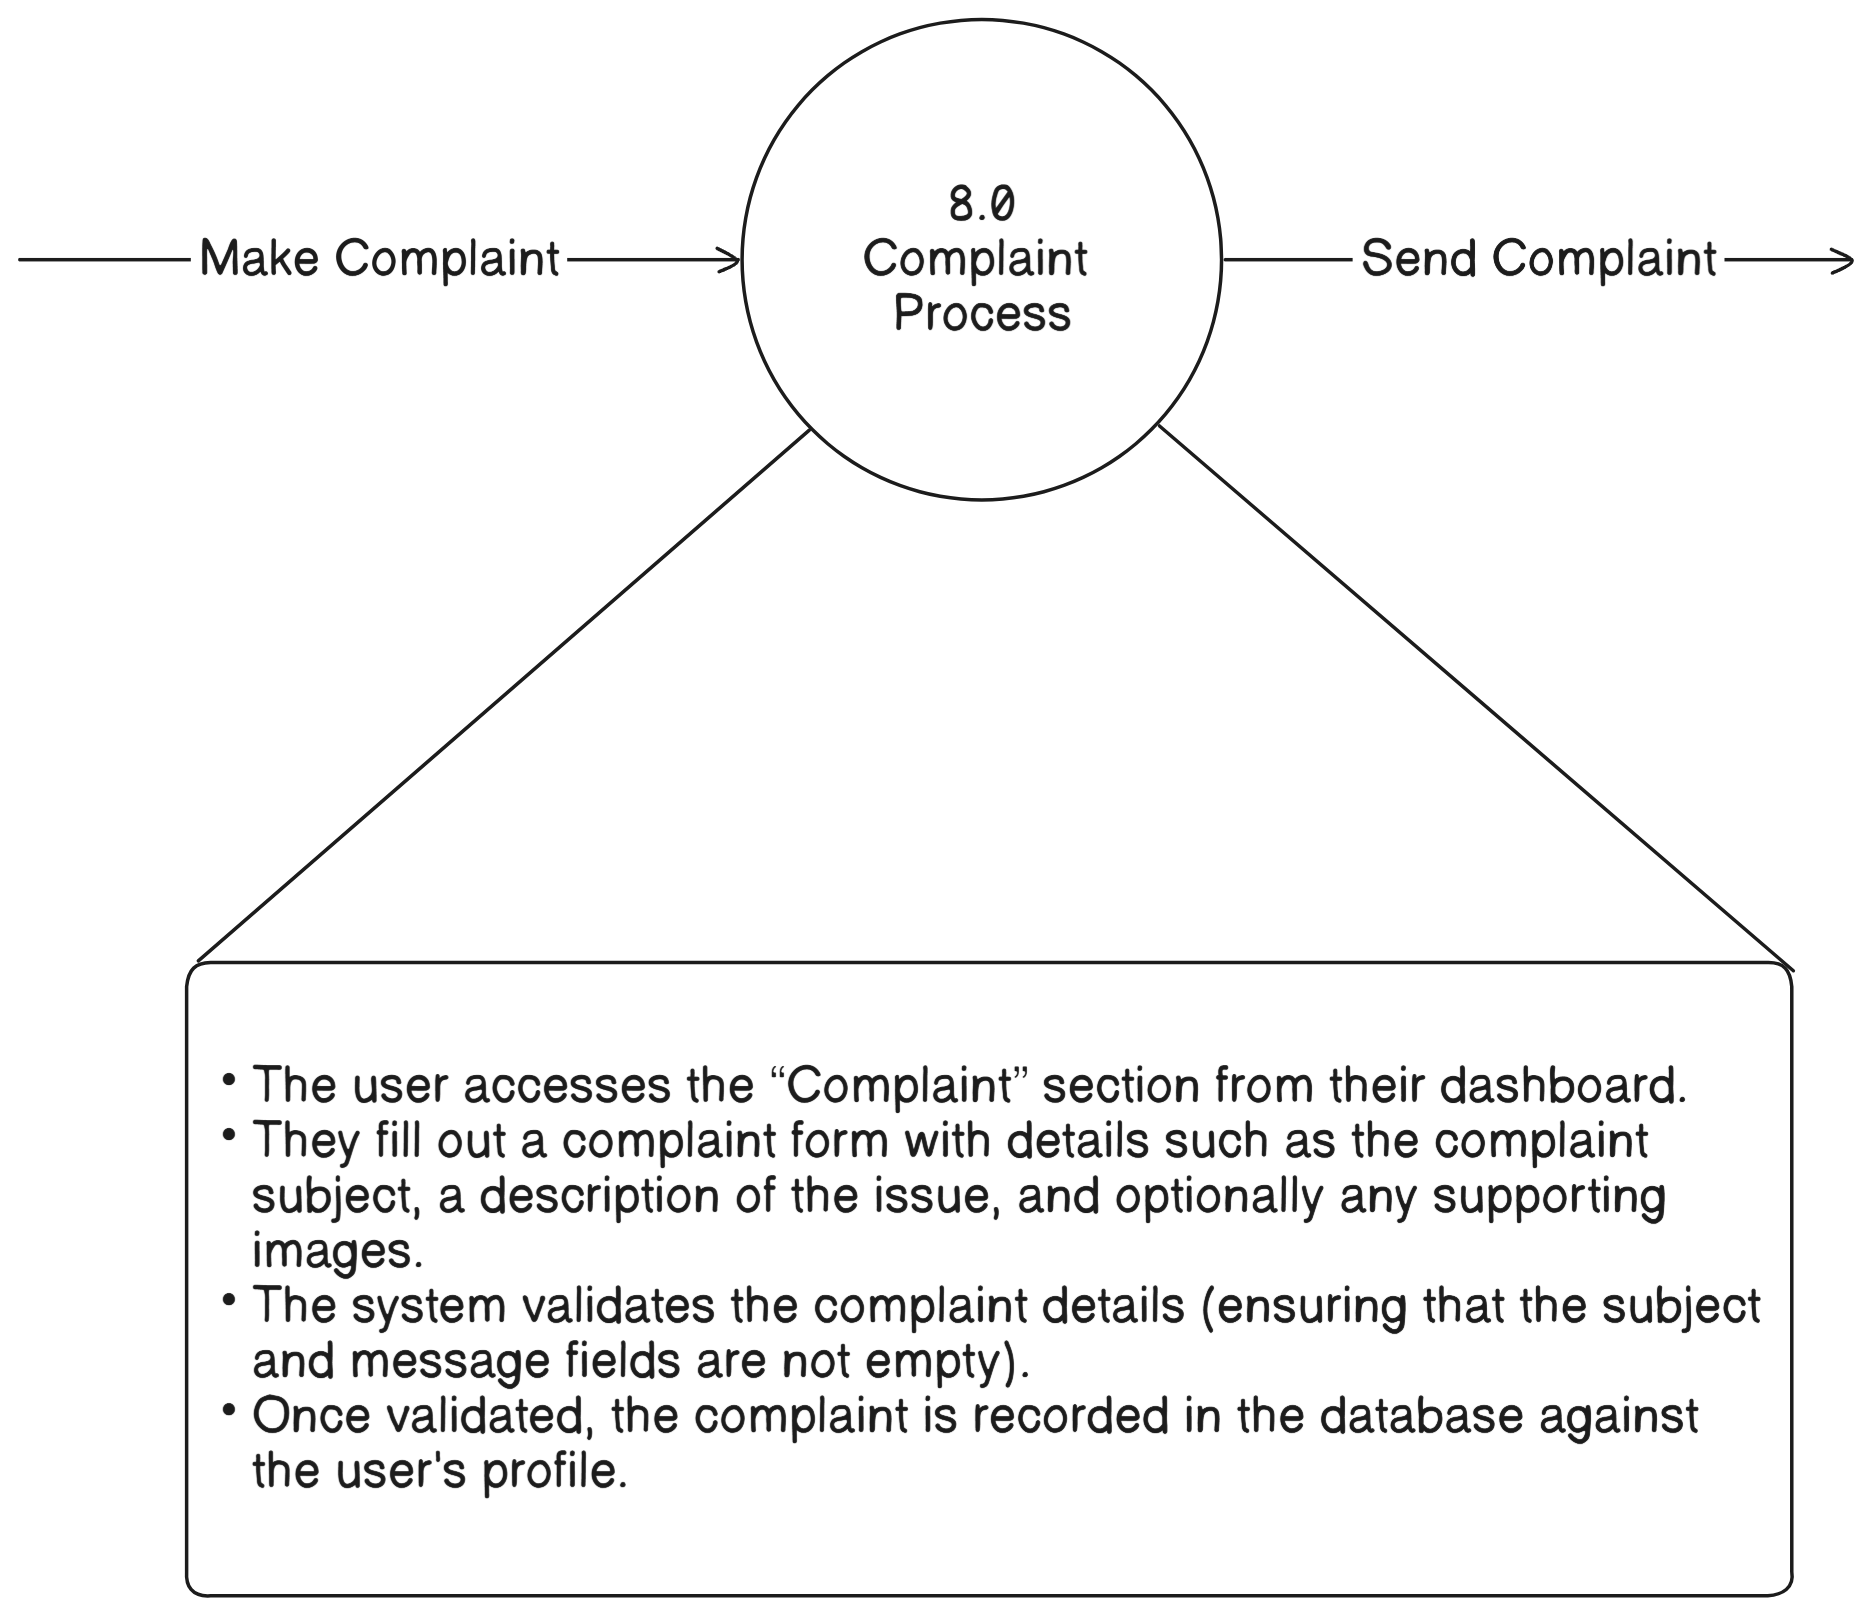 8.0
Make Complaint
Complaint
Send Complaint
Process
• The user accesses the “Complaint” section from their dashboard.
• They fill out a complaint form with details such as the complaint
subject, a description of the issue, and optionally any supporting
images.
• The system validates the complaint details (ensuring that the subject
and message fields are not empty).
• Once validated, the complaint is recorded in the database against
the user's profile.